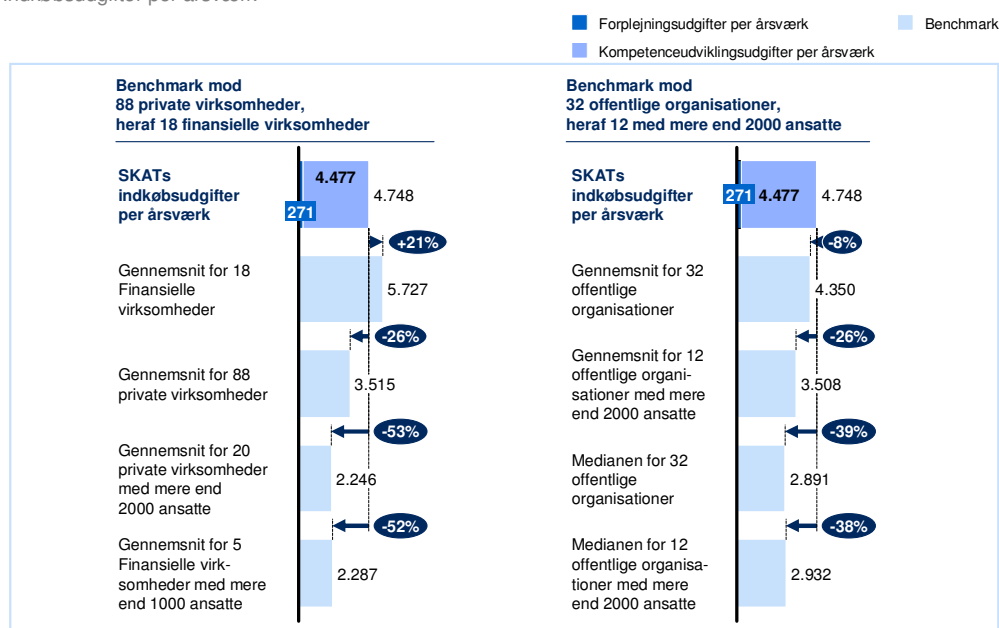 Indkøbsudgifter per årsværk
Forplejningsudgifter per årsværk
Benchmark
Kompetenceudviklingsudgifter per årsværk
Benchmark mod
88 private virksomheder,
heraf 18 finansielle virksomheder
SKATs
indkøbsudgifter
per årsværk
4.477
271
4.748
+21%
Gennemsnit for 18
Finansielle
virksomheder
5.727
-26%
Gennemsnit for 88
private virksomheder
3.515
-53%
Gennemsnit for 20
private virksomheder
med mere end
2000 ansatte
2.246
-52%
Gennemsnit for 5
Finansielle virk-
somheder med mere
end 1000 ansatte
2.287
Benchmark mod
32 offentlige organisationer,
heraf 12 med mere end 2000 ansatte
SKATs
indkøbsudgifter
per årsværk
271
4.477
4.748
-8%
Gennemsnit for 32
offentlige
organisationer
4.350
-26%
Gennemsnit for 12
offentlige organi-
sationer med mere
end 2000 ansatte
3.508
-39%
Medianen for 32
offentlige
organisationer
2.891
-38%
Medianen for 12
offentlige organisa-
tioner med mere
end 2000 ansatte
2.932